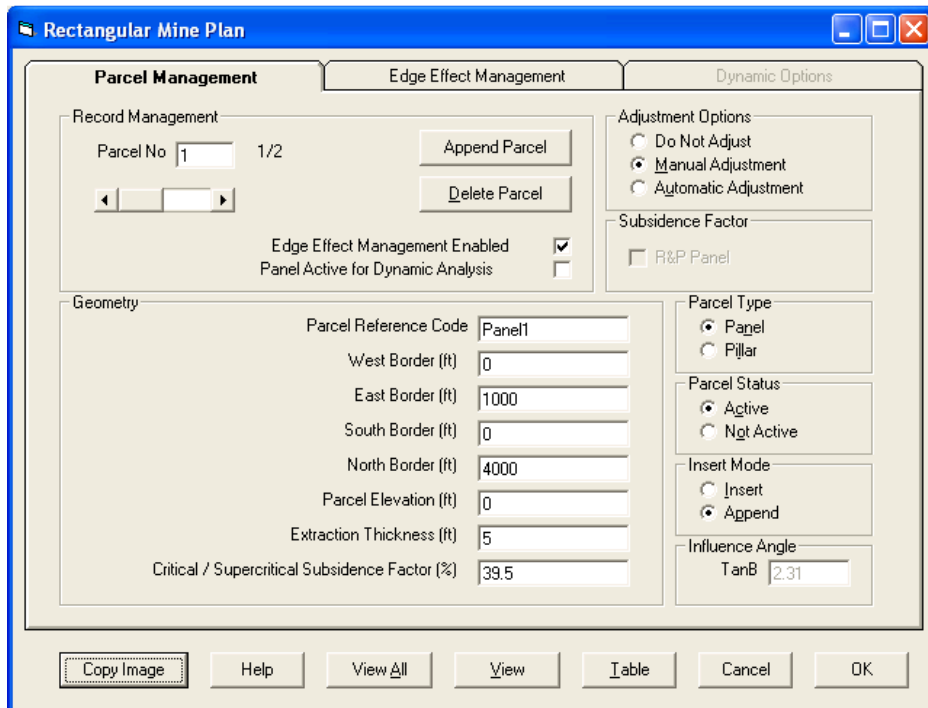 Rectangular Mine Plan
Parcel Management
Edge Effect Management
Dynamic Options
Record Management
Parcel No 1 1/2
Append Parcel
Delete Parcel
Edge Effect Management Enabled
Panel Active for Dynamic Analysis
Adjustment Options
Do Not Adjust
Manual Adjustment
Automatic Adjustment
Subsidence Factor
R&P Panel
Geometry
Parcel Reference Code Panel1
West Border (ft) 0
East Border (ft) 1000
South Border (ft) 0
North Border (ft) 4000
Parcel Elevation (ft) 0
Extraction Thickness (ft) 5
Critical / Supercritical Subsidence Factor (%) 39.5
Parcel Type
Panel
Pillar
Parcel Status
Active
Not Active
Insert Mode
Insert
Append
Influence Angle
TanB 2.31
Copy Image Help View All View Table Cancel OK